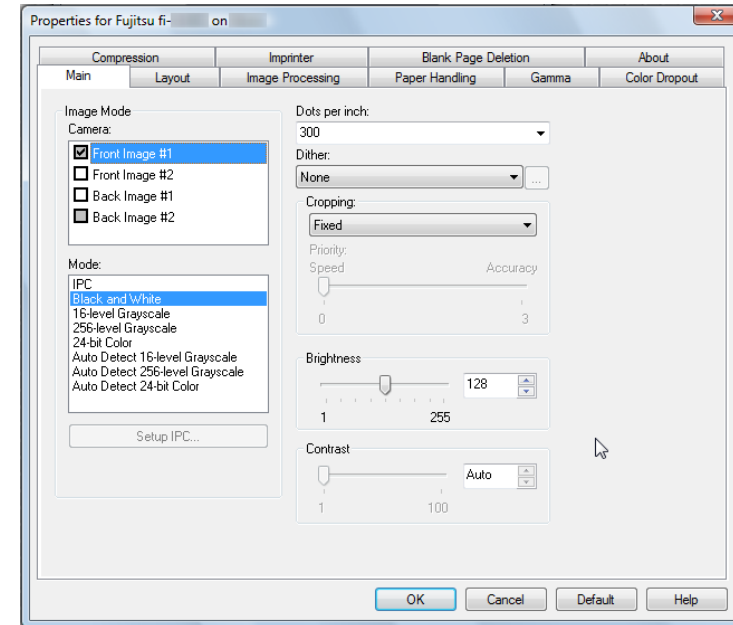 Properties for Fujitsu fi- on
Compression Imprinter Blank Page Deletion About
Main Layout Image Processing Paper Handling Gamma Color Dropout
Image Mode
Camera:
Front Image #1
Front Image #2
Back Image #1
Back Image #2
Mode:
IPC
Black and White
16-level Grayscale
256-level Grayscale
24-bit Color
Auto Detect 16-level Grayscale
Auto Detect 256-level Grayscale
Auto Detect 24-bit Color
Setup IPC...
Dots per inch:
300
Dither:
None ...
Cropping:
Fixed
Priority:
Speed Accuracy
0 3
Brightness
128
1 255
Contrast
Auto
1 100
OK Cancel Default Help